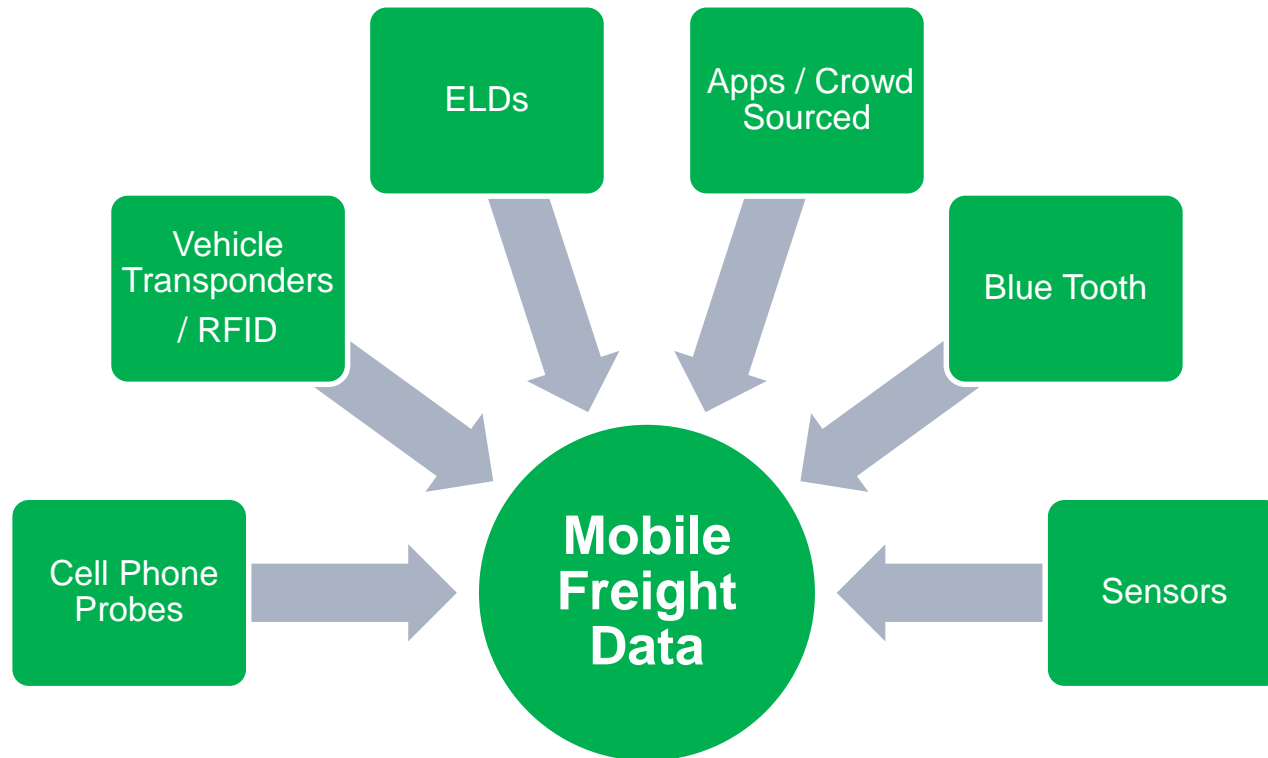 ELDs
Apps / Crowd
Sourced
Vehicle
Transponders
/ RFID
Blue Tooth
Cell Phone
Probes
Mobile
Freight
Data
Sensors